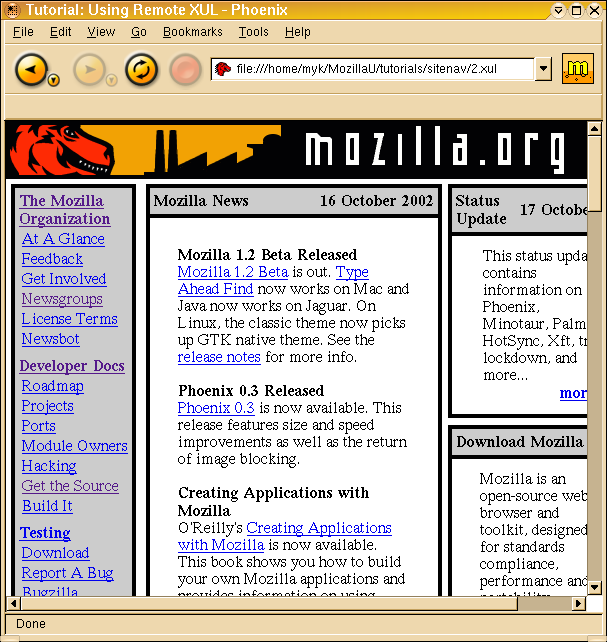 Tutorial: Using Remote XUL - Phoenix
File Edit View Go Bookmarks Tools Help
file:///home/myk/MozillaU/tutorials/sitenav/2.xul
mozilla.org
The Mozilla
Organization
At A Glance
Feedback
Get Involved
Newsgroups
License Terms
Newsbot
Developer Docs
Roadmap
Projects
Ports
Module Owners
Hacking
Get the Source
Build It
Testing
Download
Report A Bug
Bugzilla
Mozilla News 16 October 2002
Mozilla 1.2 Beta Released
Mozilla 1.2 Beta is out. Type
Ahead Find now works on Mac and
Java now works on Jaguar. On
Linux, the classic theme now picks
up GTK native theme. See the
release notes for more info.
Phoenix 0.3 Released
Phoenix 0.3 is now available. This
release features size and speed
improvements as well as the return
of image blocking.
Creating Applications with
Mozilla
O'Reilly's Creating Applications
with Mozilla is now available.
This book shows you how to build
your own Mozilla applications and
provides information on using
Status
Update
17 Octobe
This status upda
contains
information on
Phoenix,
Minotaur, Palm
HotSync, Xft, tr
lockdown, and
more...
mor
Download Mozilla
Mozilla is an
open-source web
browser and
toolkit, designed
for standards
compliance,
performance and
portability
Done